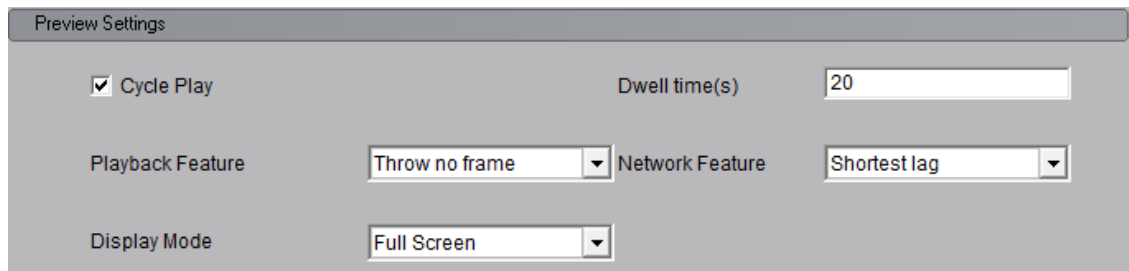 Preview Settings
Cycle Play Dwell time(s) 20
Playback Feature Throw no frame Network Feature Shortest lag
Display Mode Full Screen